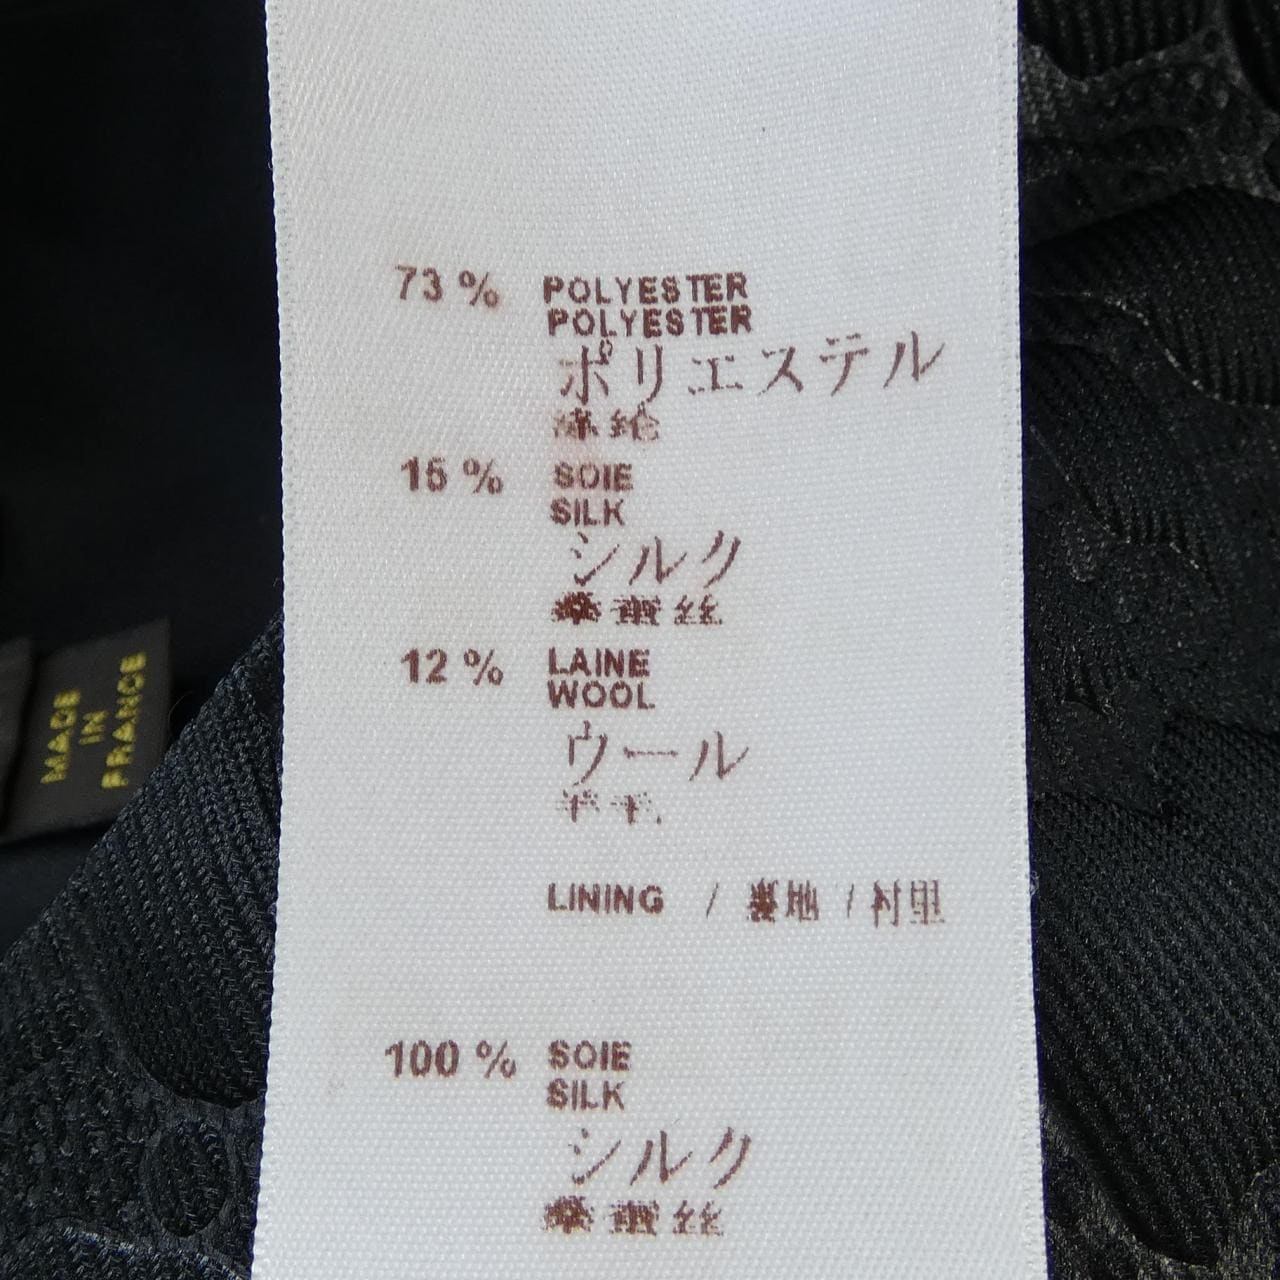 73 % POLYESTER
POLYESTER
ポリエステル
涤纶
15 % SOIE
SILK
シルク
桑蚕丝
12 % LAINE
WOOL
ウール
羊毛
LINING / 裏地 / 衬里
100 % SOIE
SILK
シルク
桑蚕丝
MADE
IN
FRANCE